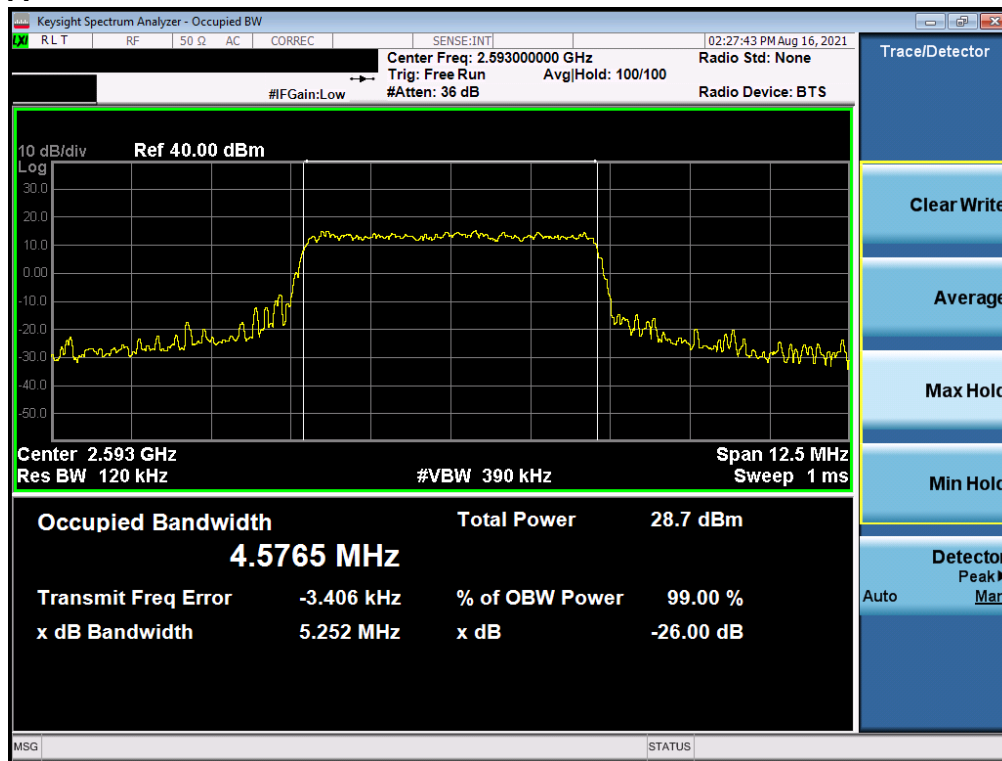 Keysight Spectrum Analyzer - Occupied BW
LXI RLT RF 50 Ω AC CORREC SENSE:INT 02:27:43 PM Aug 16, 2021
Center Freq: 2.593000000 GHz Radio Std: None
Trig: Free Run Avg|Hold: 100/100
#IFGain:Low #Atten: 36 dB Radio Device: BTS
Trace/Detector
10 dB/div Ref 40.00 dBm
Log
30.0
20.0
10.0
0.00
-10.0
-20.0
-30.0
-40.0
-50.0
Center 2.593 GHz Span 12.5 MHz
Res BW 120 kHz #VBW 390 kHz Sweep 1 ms
Occupied Bandwidth Total Power 28.7 dBm
4.5765 MHz
Transmit Freq Error -3.406 kHz % of OBW Power 99.00 %
x dB Bandwidth 5.252 MHz x dB -26.00 dB
Clear Write
Average
Max Hold
Min Hold
Detector
Peak
Auto Man
MSG STATUS